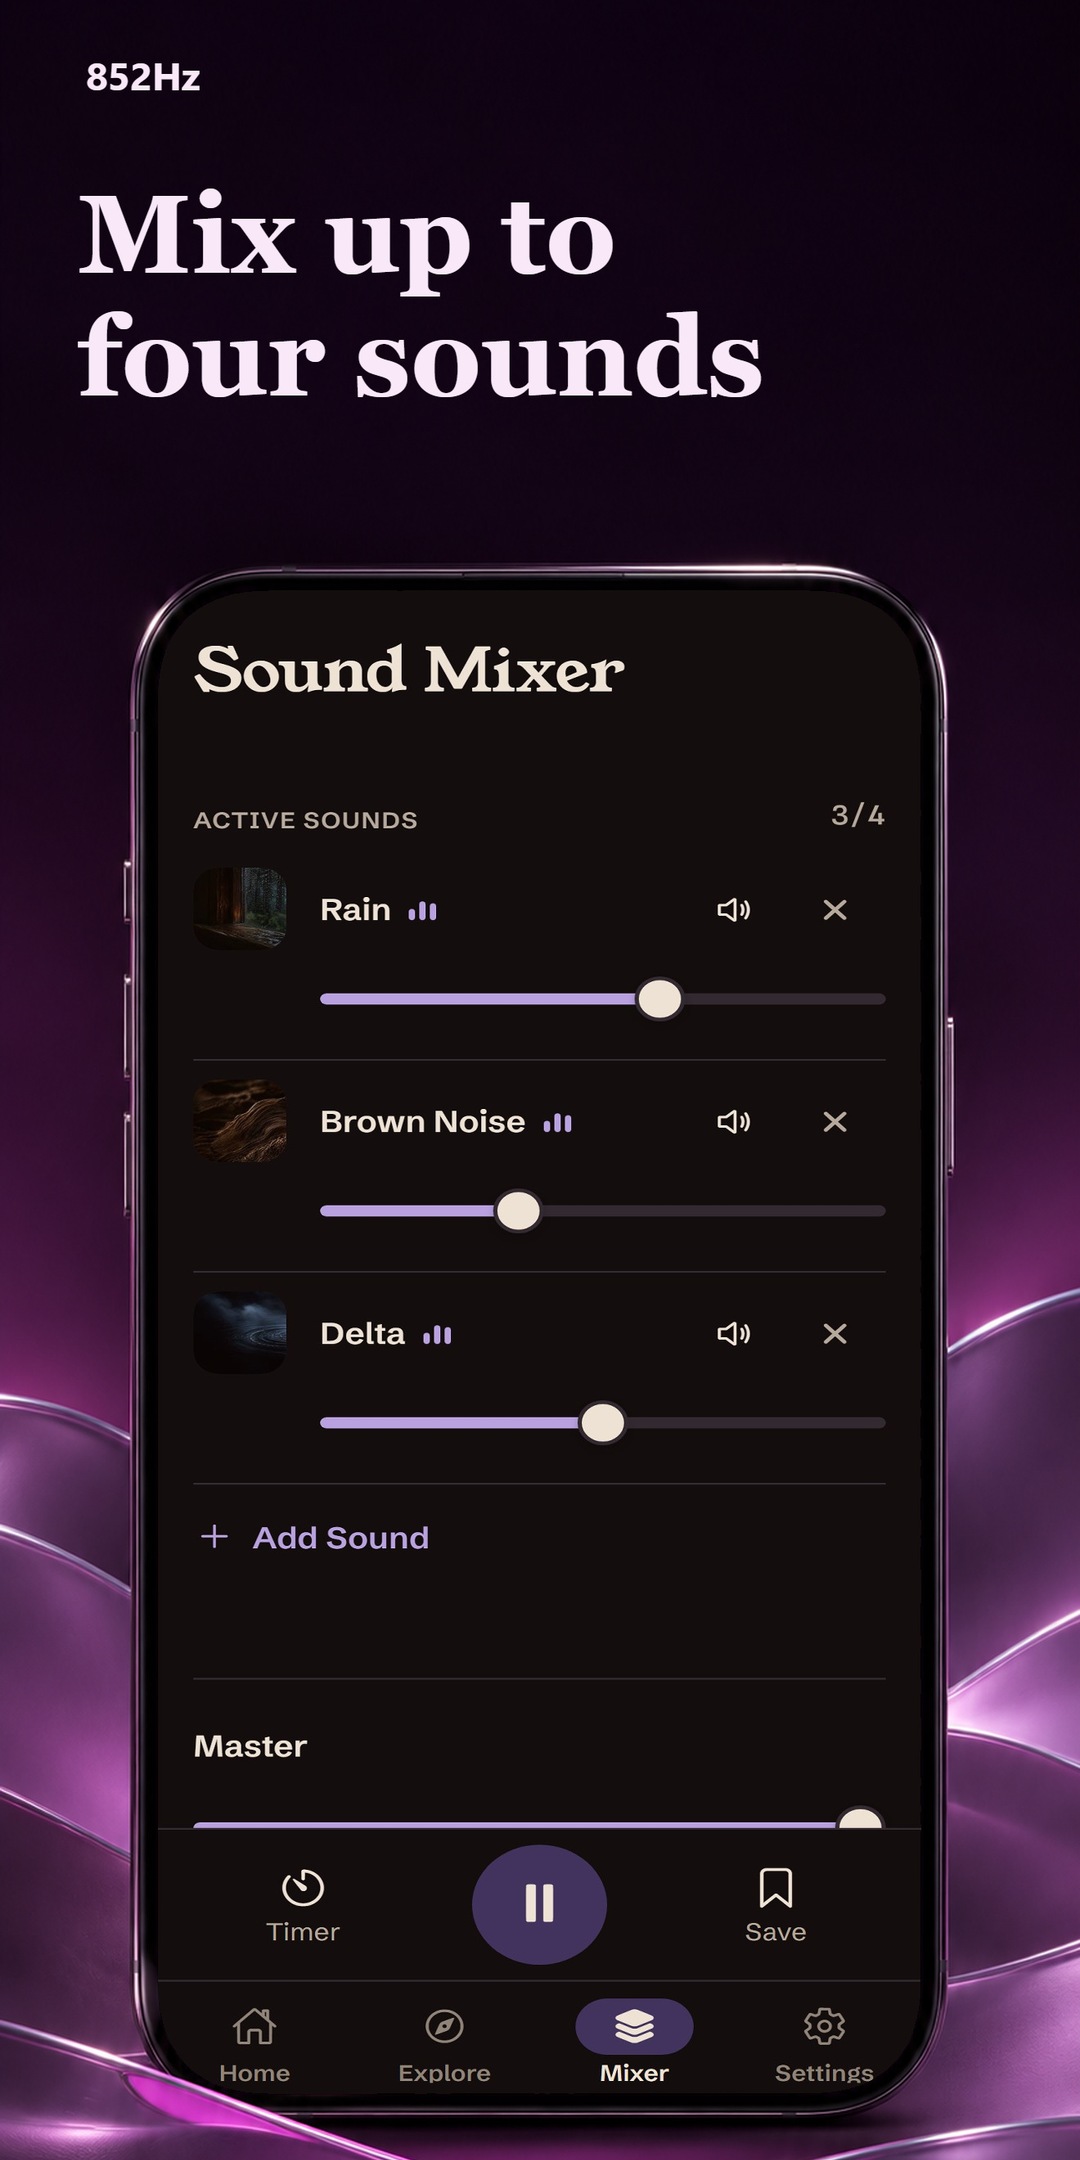 852Hz
Mix up to
four sounds
Sound Mixer
ACTIVE SOUNDS 3/4
Rain
Brown Noise
Delta
+ Add Sound
Master
Timer Save
Home Explore Mixer Settings